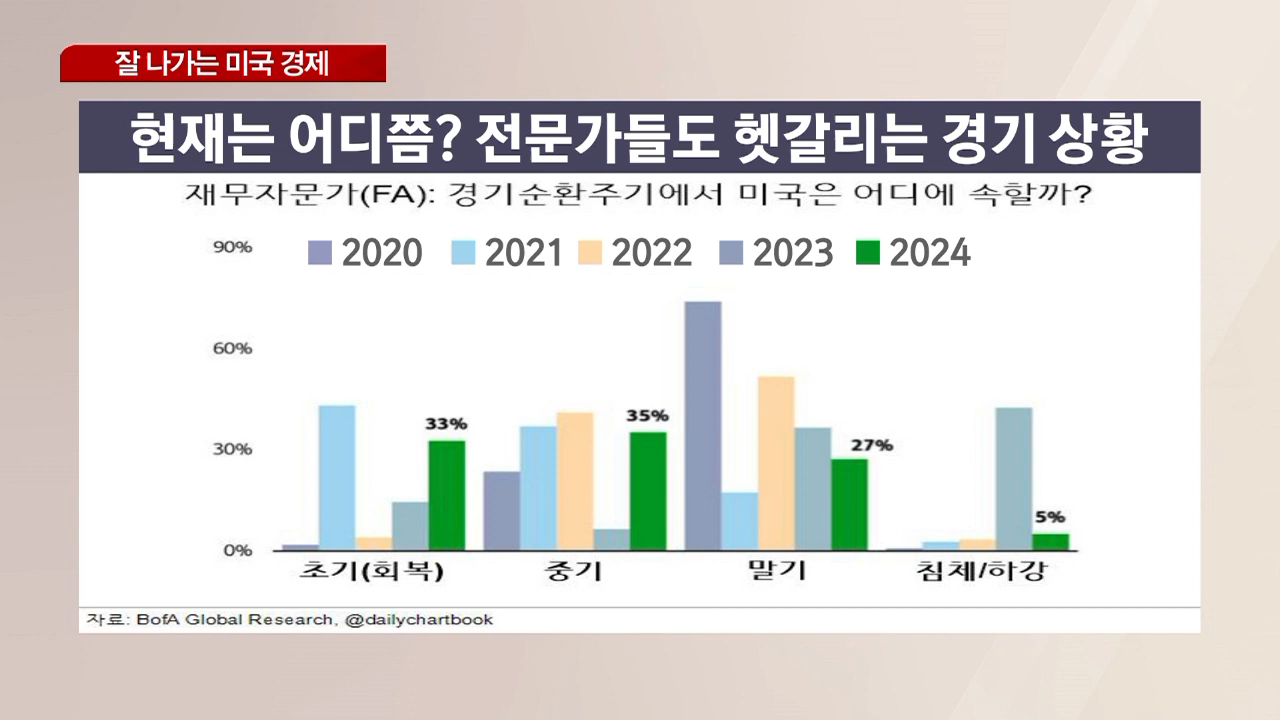 잘 나가는 미국 경제
현재는 어디쯤? 전문가들도 헷갈리는 경기 상황
재무자문가(FA): 경기순환주기에서 미국은 어디에 속할까?
90%
2020 2021 2022 2023 2024
60%
33% 35%
30% 27%
5%
0%
초기(회복) 중기 말기 침체/하강
자료: BofA Global Research, @dailychartbook